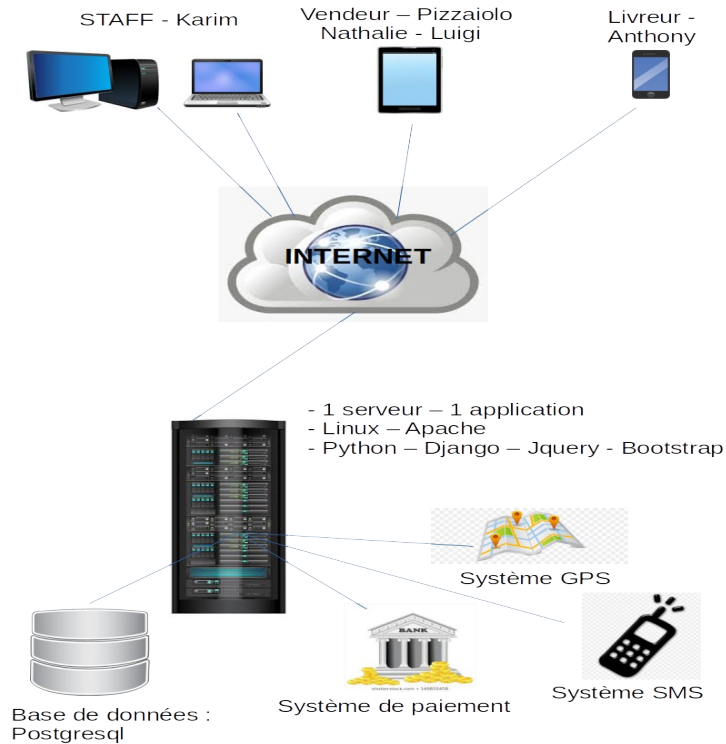 STAFF - Karim
Vendeur – Pizzaiolo
Nathalie - Luigi
Livreur -
Anthony
INTERNET
- 1 serveur – 1 application
- Linux – Apache
- Python – Django – Jquery - Bootstrap
Système GPS
BANK
Système de paiement
Système SMS
Base de données :
Postgresql